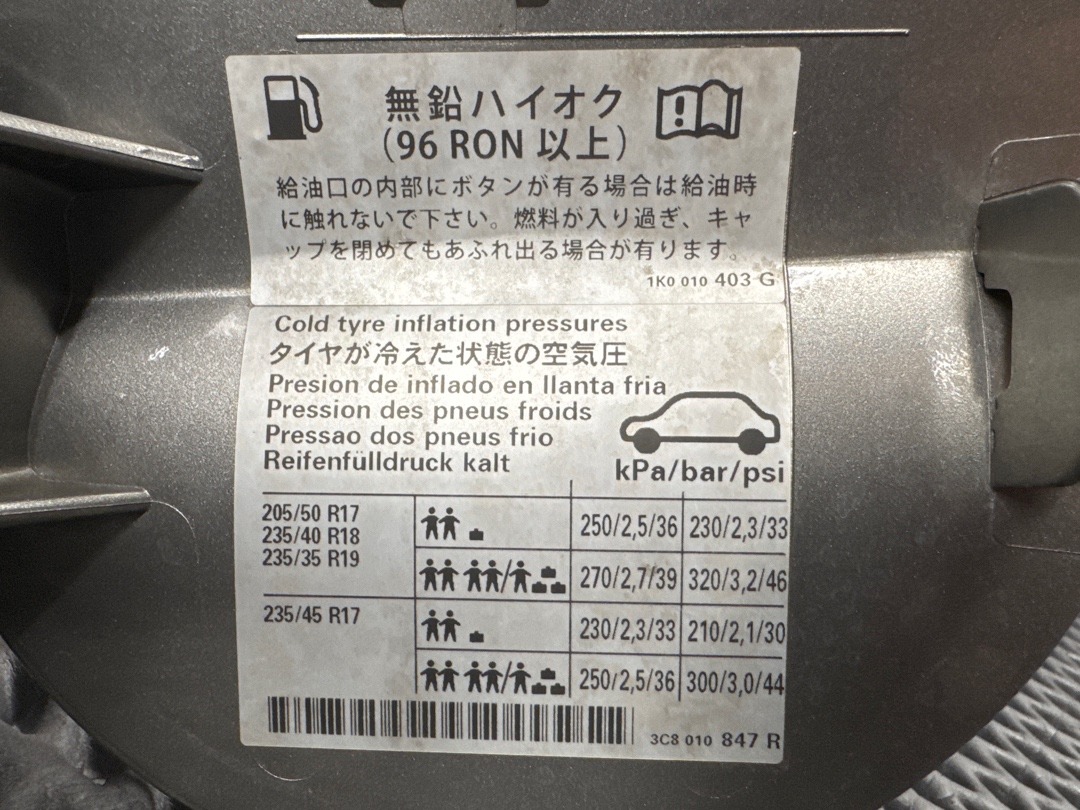 無鉛ハイオク
(96 RON 以上)
給油口の内部にボタンが有る場合は給油時
に触れないで下さい。燃料が入り過ぎ、キャ
ップを閉めてもあふれ出る場合が有ります。
1K0 010 403 G
Cold tyre inflation pressures
タイヤが冷えた状態の空気圧
Presion de inflado en llanta fria
Pression des pneus froids
Pressao dos pneus frio
Reifenfülldruck kalt
kPa/bar/psi
205/50 R17
235/40 R18
235/35 R19
250/2,5/36 230/2,3/33
270/2,7/39 320/3,2/46
235/45 R17
230/2,3/33 210/2,1/30
250/2,5/36 300/3,0/44
3C8 010 847 R